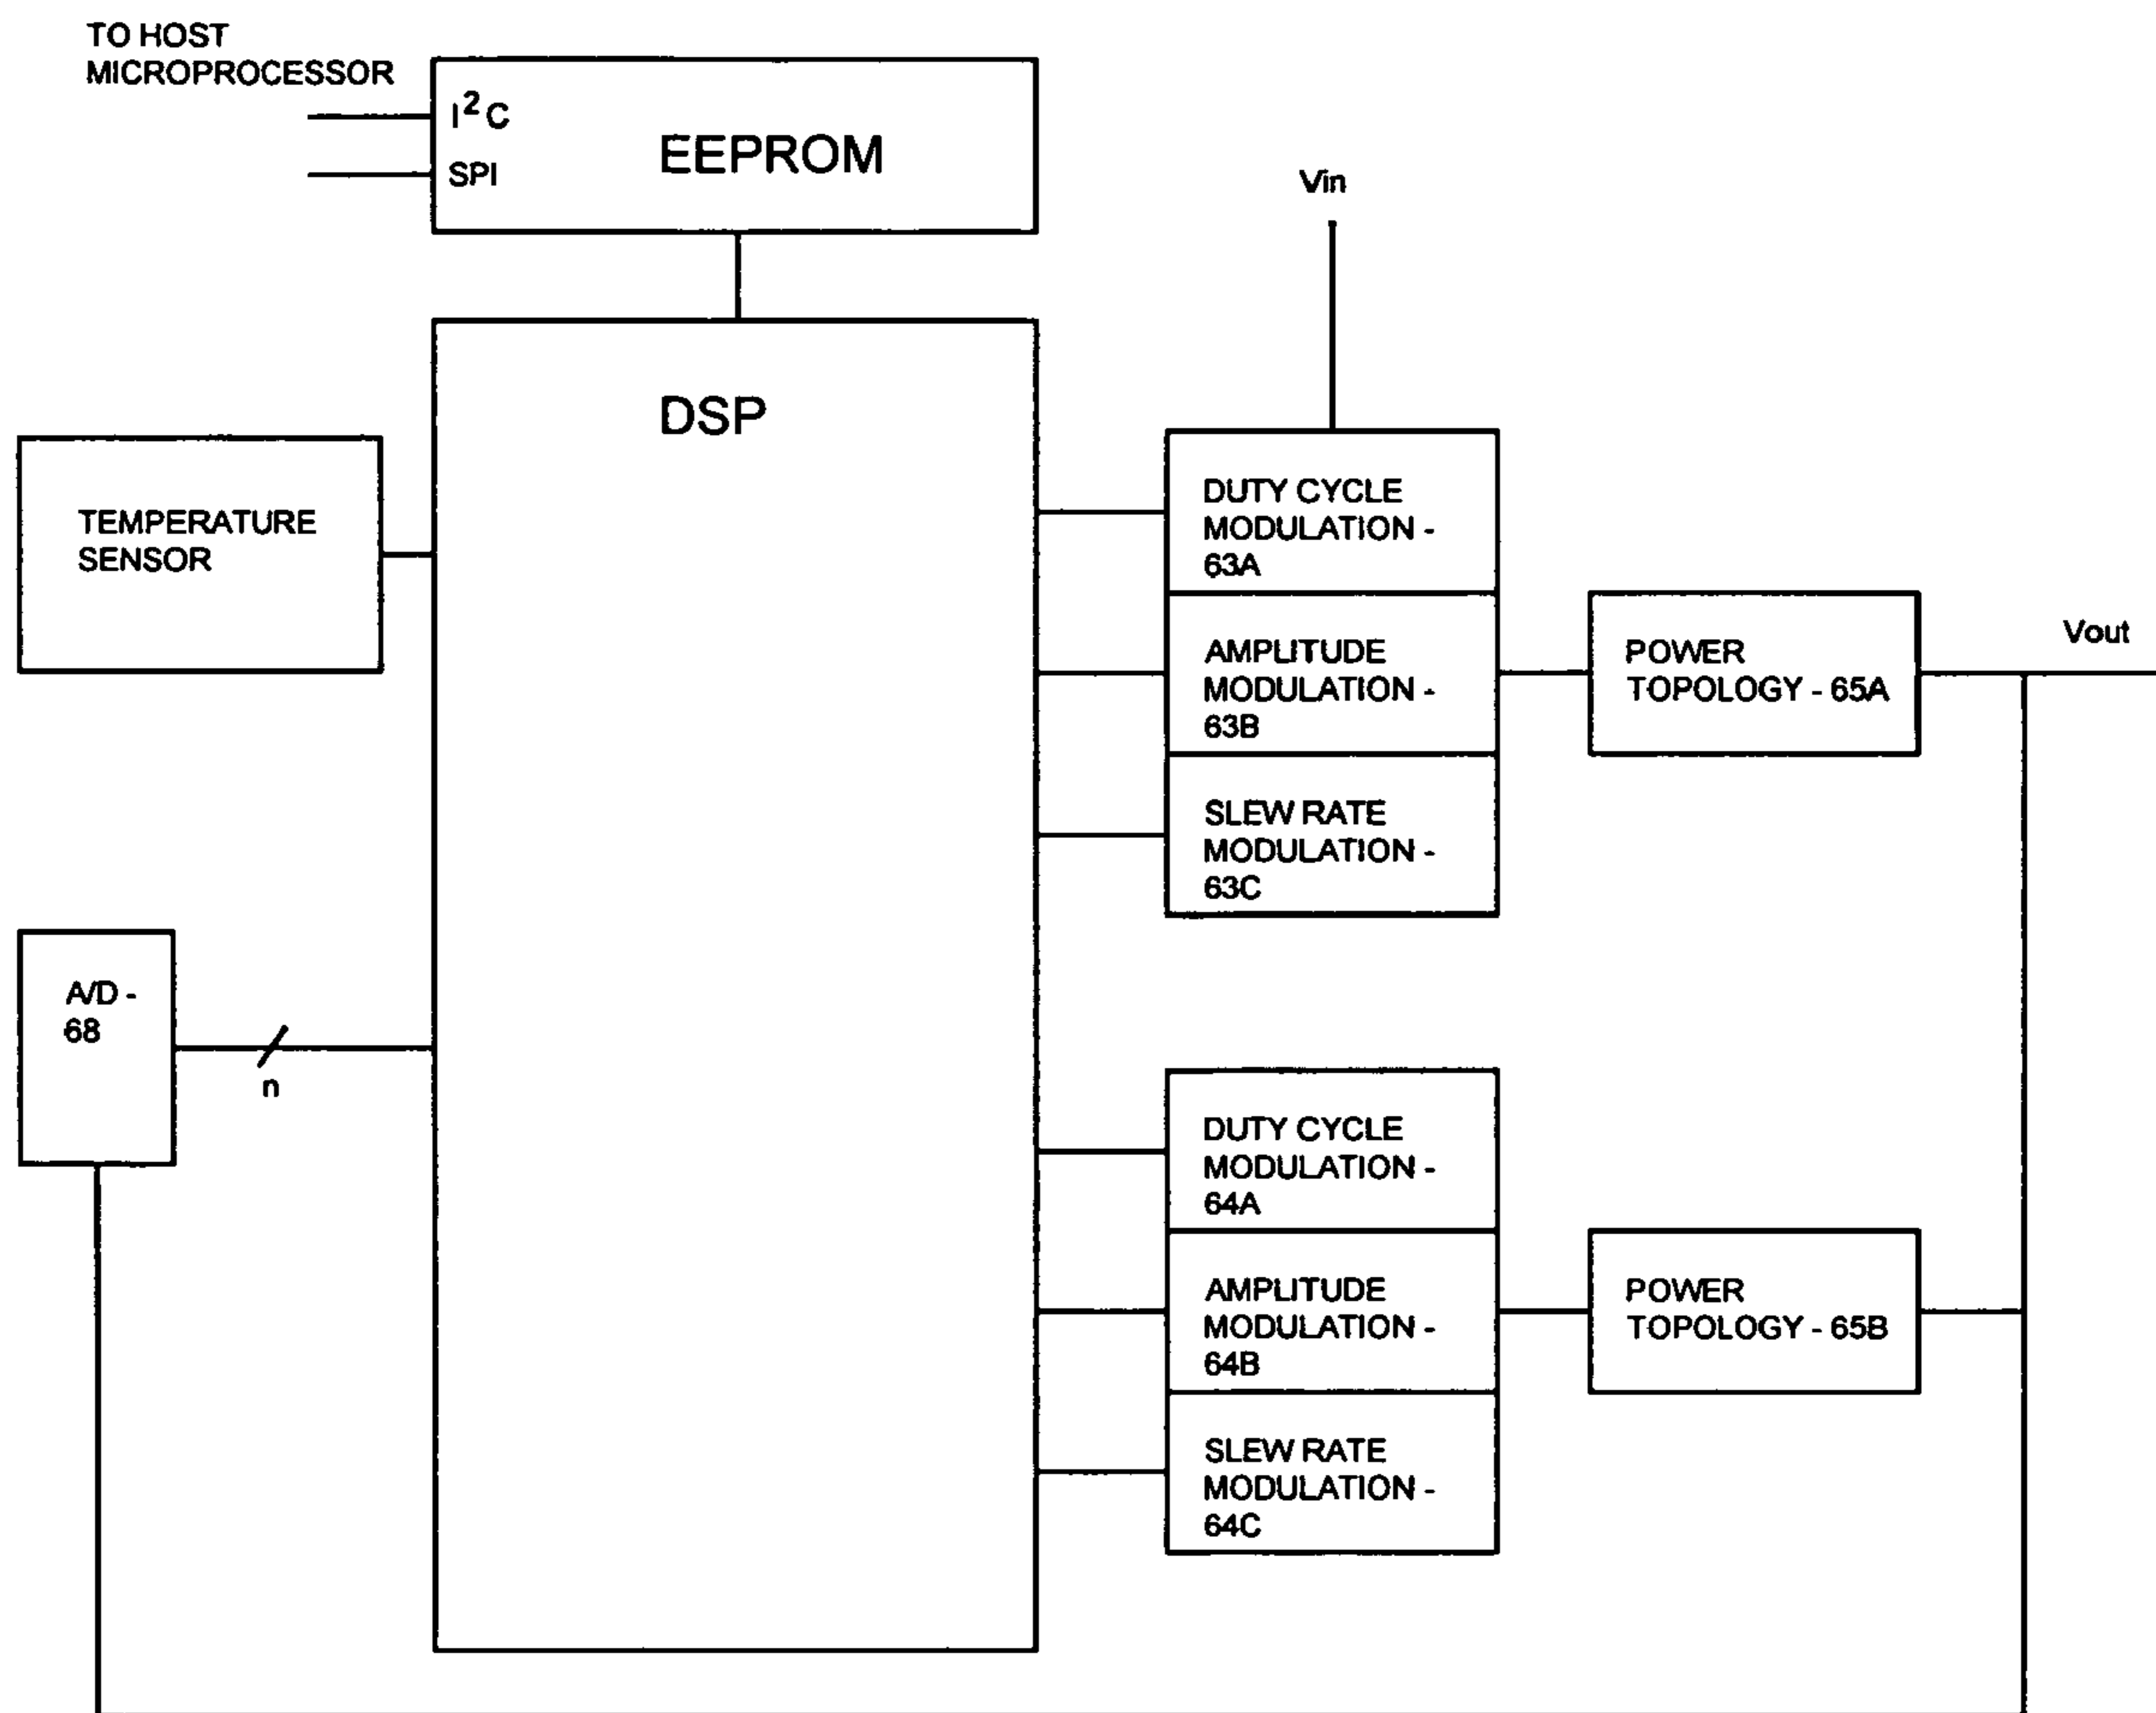 TO HOST
MICROPROCESSOR
I²C
SPI
EEPROM
Vin
DSP
TEMPERATURE
SENSOR
DUTY CYCLE
MODULATION -
63A
AMPLITUDE
MODULATION -
63B
SLEW RATE
MODULATION -
63C
POWER
TOPOLOGY - 65A
Vout
A/D -
68
n
DUTY CYCLE
MODULATION -
64A
AMPLITUDE
MODULATION -
64B
SLEW RATE
MODULATION -
64C
POWER
TOPOLOGY - 65B